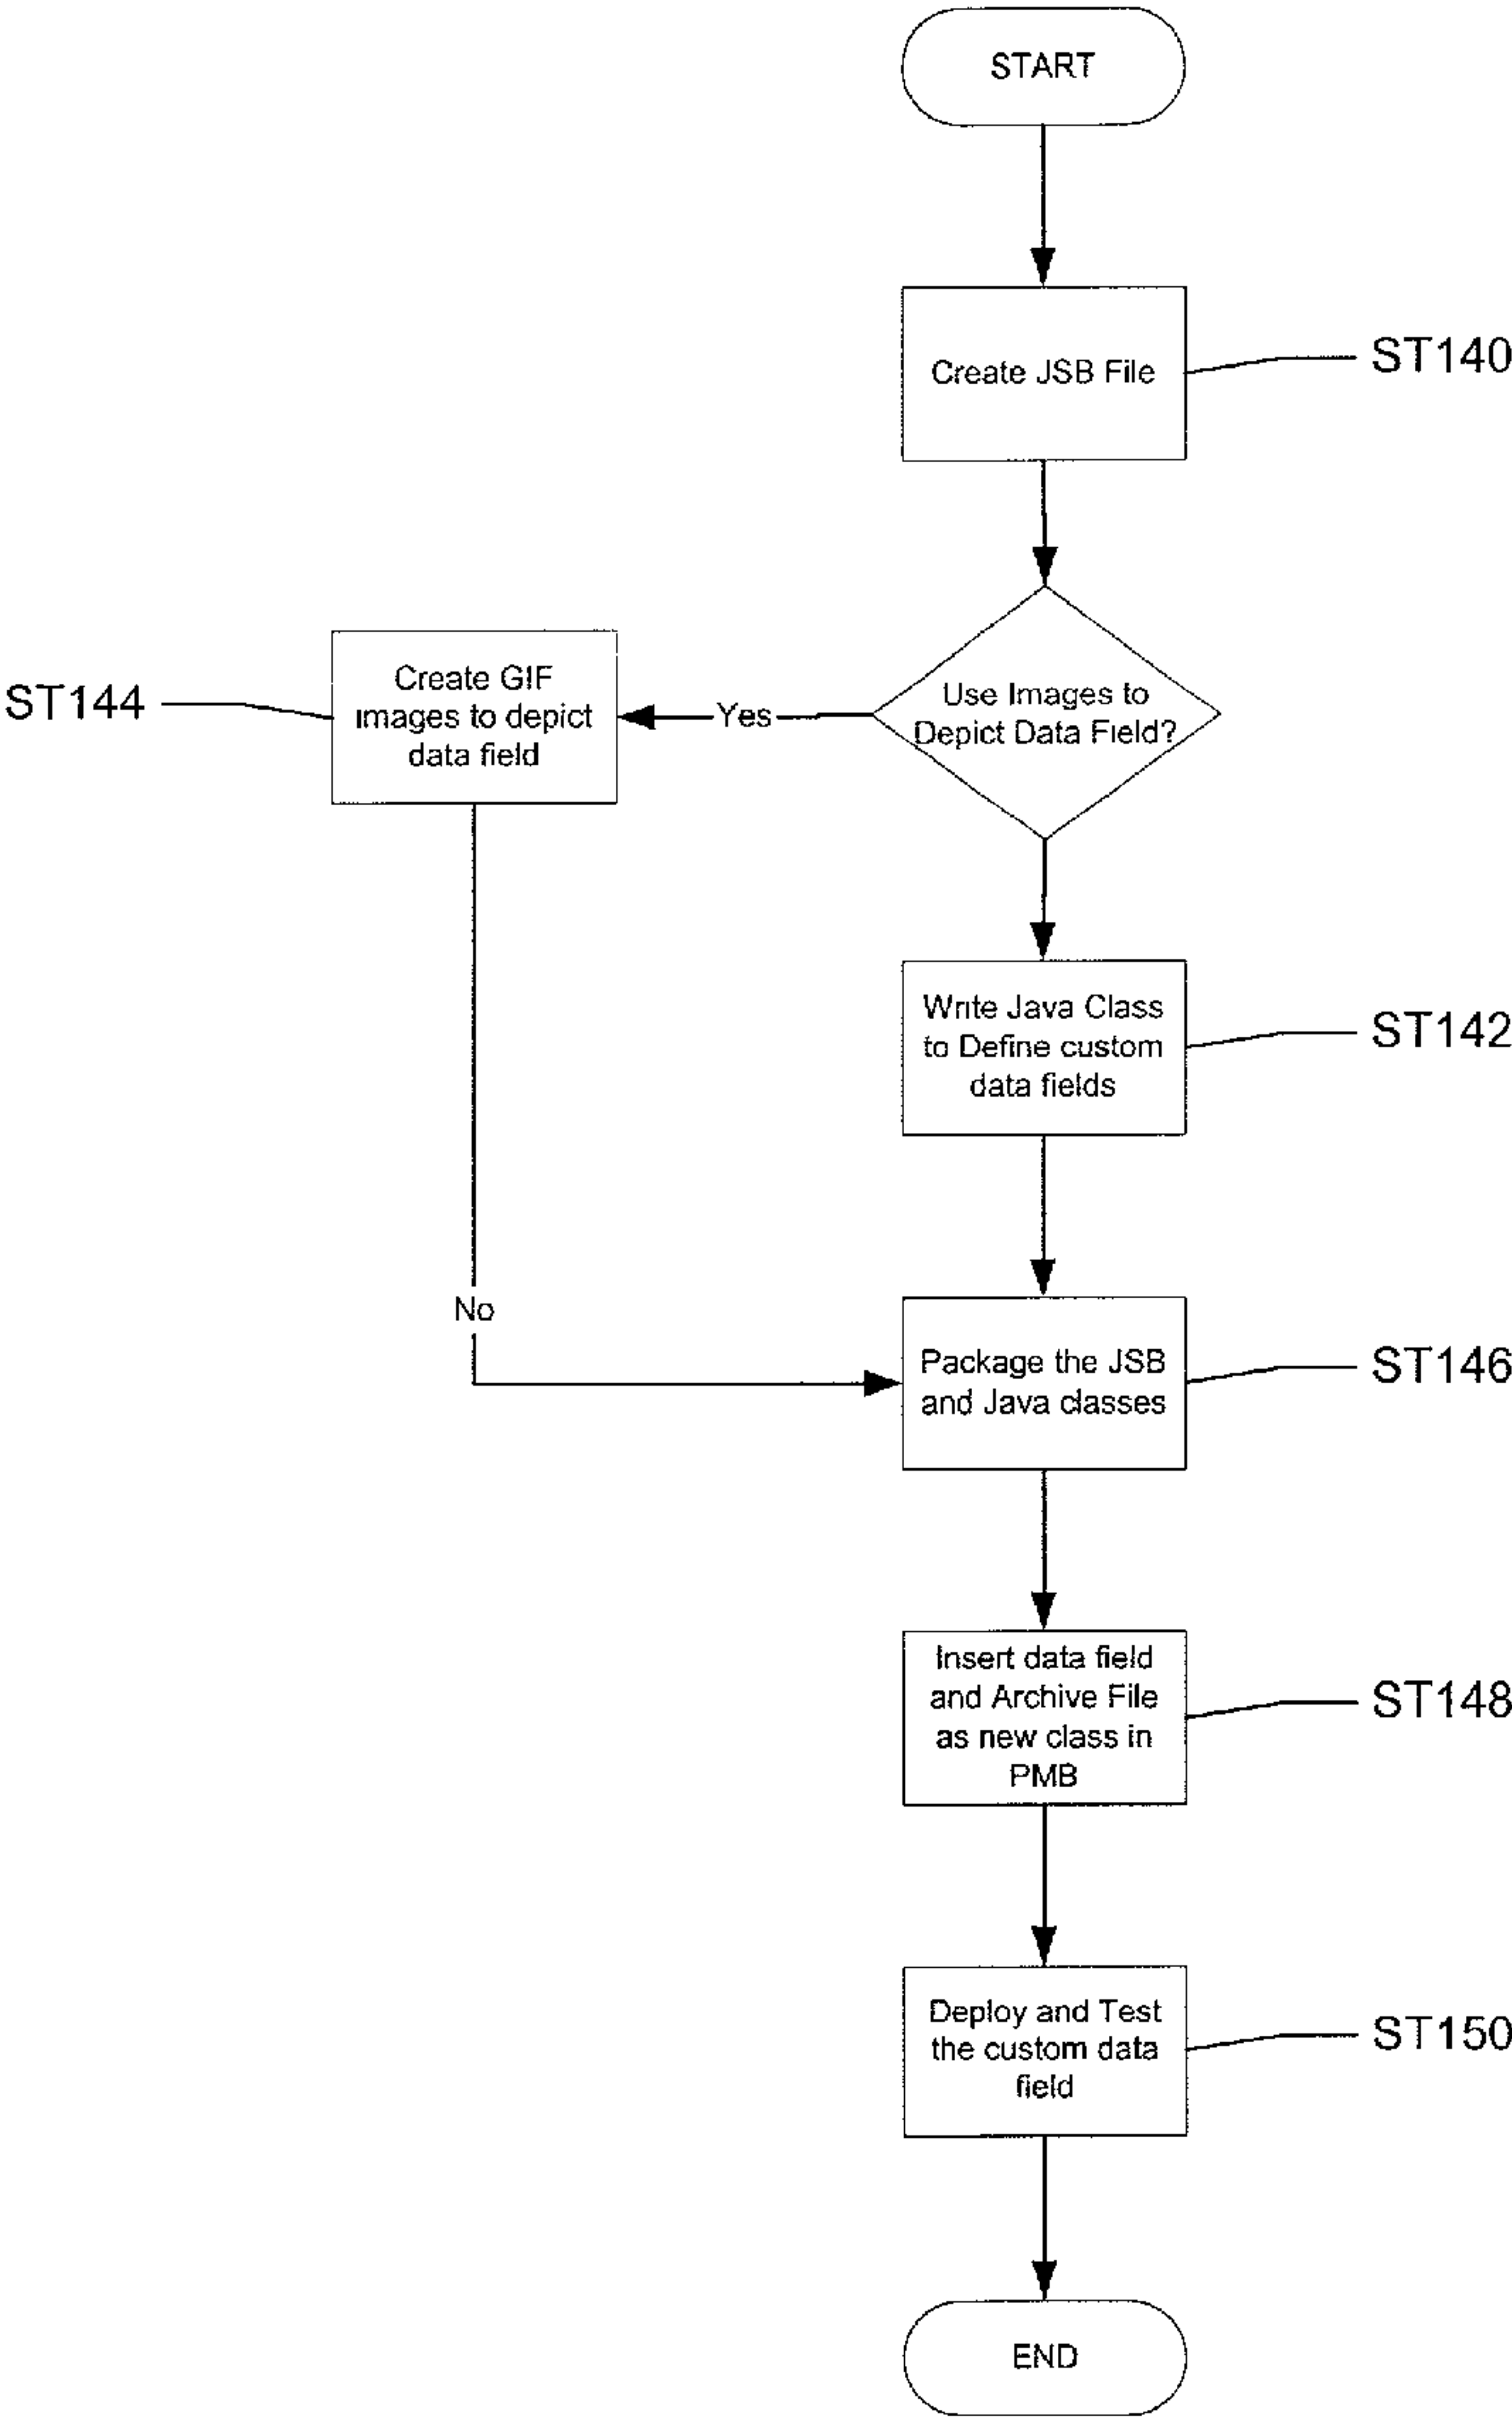 START
Create JSB File
ST140
Use Images to
Depict Data Field?
Yes
Create GIF
images to depict
data field
ST144
Write Java Class
to Define custom
data fields
ST142
No
Package the JSB
and Java classes
ST146
Insert data field
and Archive File
as new class in
PMB
ST148
Deploy and Test
the custom data
field
ST150
END